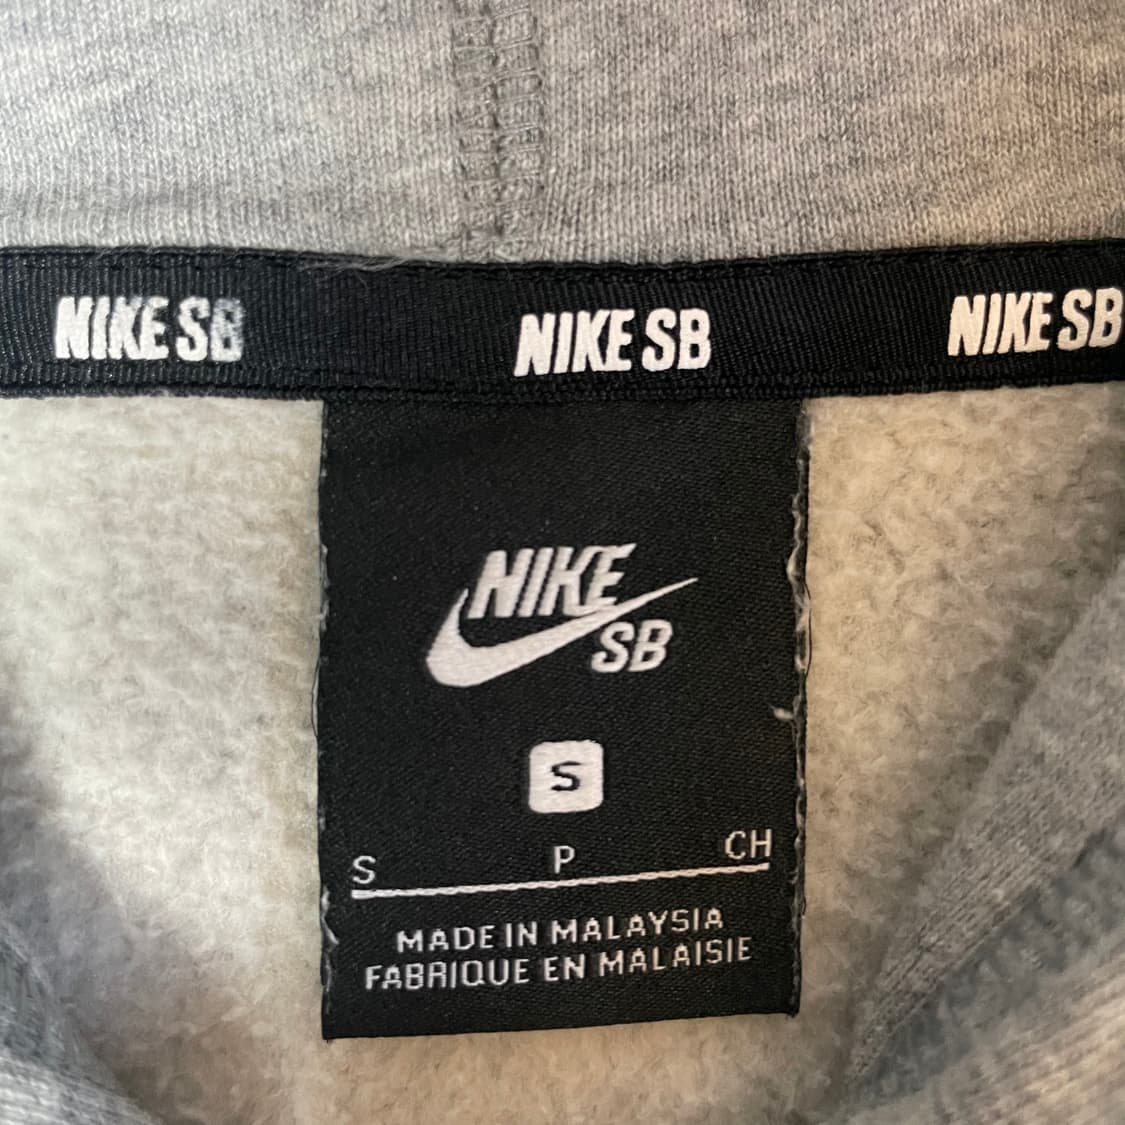 NIKE SB NIKE SB NIKE SB
NIKE
SB
S
S P CH
MADE IN MALAYSIA
FABRIQUE EN MALAISIE